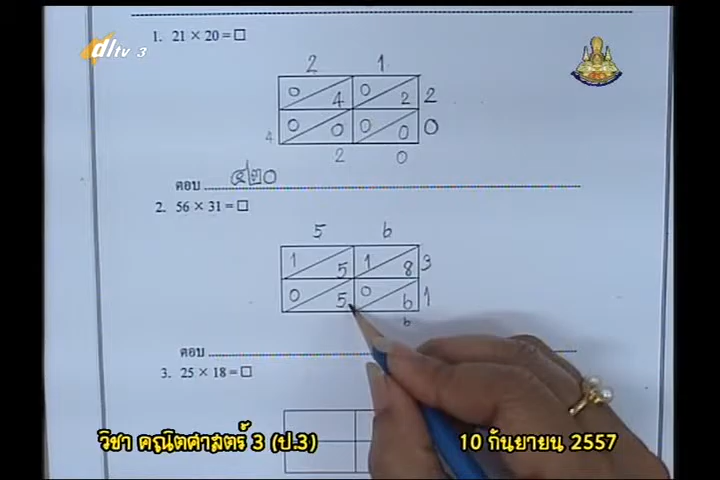 dltv 3
1. 21 × 20 = □
2 1
0 4 0 2 2
4 0 0 0 0 0
2 0
ตอบ ๔๒๐
2. 56 × 31 = □
5 6
1 5 1 8 3
0 5 0 6 1
6
ตอบ
3. 25 × 18 = □
วิชา คณิตศาสตร์ 3 (ป.3) 10 กันยายน 2557